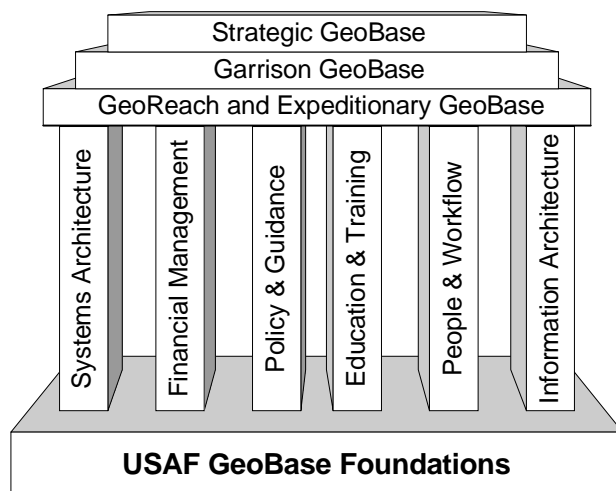 Strategic GeoBase
Garrison GeoBase
GeoReach and Expeditionary GeoBase
Systems Architecture
Financial Management
Policy & Guidance
Education & Training
People & Workflow
Information Architecture
USAF GeoBase Foundations